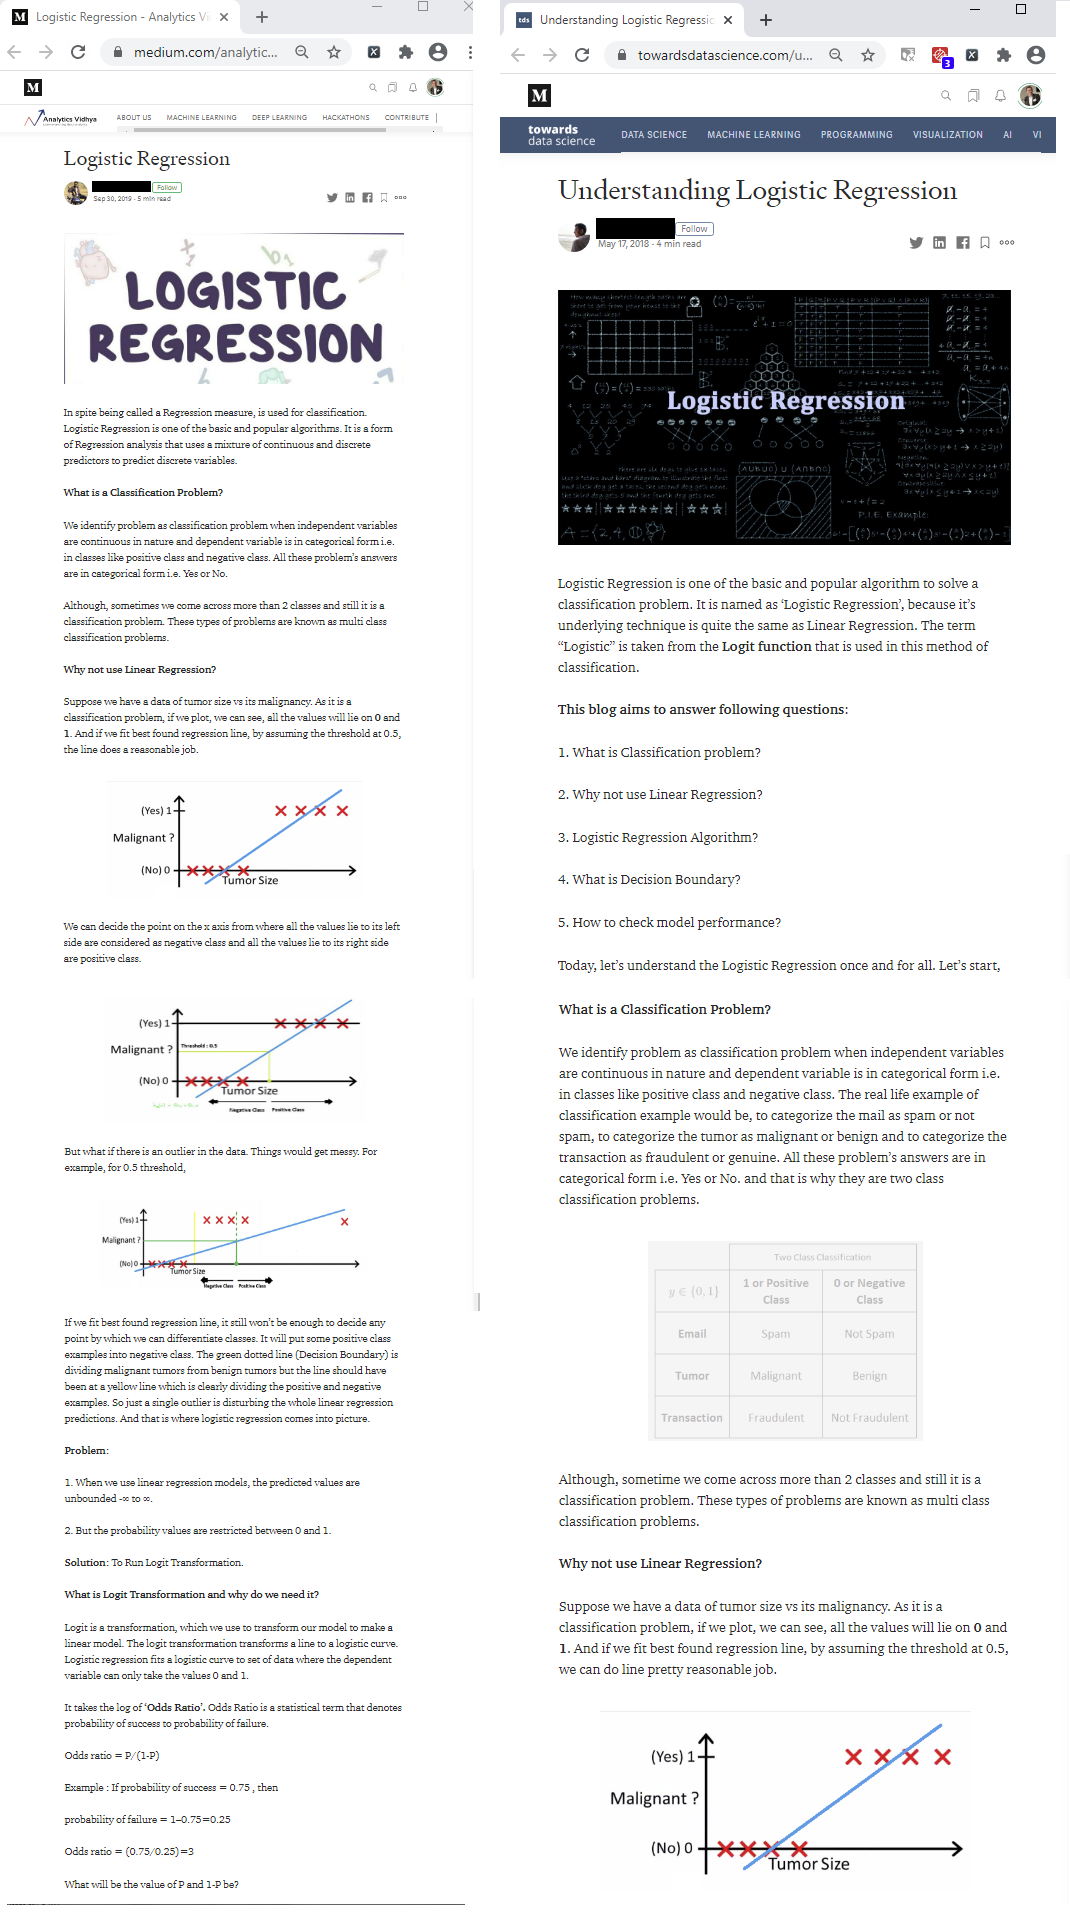 Logistic Regression - Analytics Vi
medium.com/analytic...
Analytics Vidhya
ABOUT US MACHINE LEARNING DEEP LEARNING HACKATHONS CONTRIBUTE
Logistic Regression
Follow
Sep 30, 2019 · 5 min read
LOGISTIC
REGRESSION
In spite being called a Regression measure, is used for classification.
Logistic Regression is one of the basic and popular algorithms. It is a form
of Regression analysis that uses a mixture of continuous and discrete
predictors to predict discrete variables.
What is a Classification Problem?
We identify problem as classification problem when independent variables
are continuous in nature and dependent variable is in categorical form i.e.
in classes like positive class and negative class. All these problem's answers
are in categorical form i.e. Yes or No.
Although, sometimes we come across more than 2 classes and still it is a
classification problem. These types of problems are known as multi class
classification problems.
Why not use Linear Regression?
Suppose we have a data of tumor size vs its malignancy. As it is a
classification problem, if we plot, we can see, all the values will lie on 0 and
1. And if we fit best found regression line, by assuming the threshold at 0.5,
the line does a reasonable job.
(Yes) 1
Malignant ?
(No) 0
Tumor Size
We can decide the point on the x axis from where all the values lie to its left
side are considered as negative class and all the values lie to its right side
are positive class.
(Yes) 1
Malignant ?
Threshold : 0.5
(No) 0
Tumor Size
Negative Class Positive Class
But what if there is an outlier in the data. Things would get messy. For
example, for 0.5 threshold,
(Yes) 1
Malignant ?
(No) 0
Tumor Size
Negative Class Positive Class
If we fit best found regression line, it still won't be enough to decide any
point by which we can differentiate classes. It will put some positive class
examples into negative class. The green dotted line (Decision Boundary) is
dividing malignant tumors from benign tumors but the line should have
been at a yellow line which is clearly dividing the positive and negative
examples. So just a single outlier is disturbing the whole linear regression
predictions. And that is where logistic regression comes into picture.
Problem:
1. When we use linear regression models, the predicted values are
unbounded -∞ to ∞.
2. But the probability values are restricted between 0 and 1.
Solution: To Run Logit Transformation.
What is Logit Transformation and why do we need it?
Logit is a transformation, which we use to transform our model to make a
linear model. The logit transformation transforms a line to a logistic curve.
Logistic regression fits a logistic curve to set of data where the dependent
variable can only take the values 0 and 1.
It takes the log of 'Odds Ratio'. Odds Ratio is a statistical term that denotes
probability of success to probability of failure.
Odds ratio = P/(1-P)
Example : If probability of success = 0.75 , then
probability of failure = 1–0.75=0.25
Odds ratio = (0.75/0.25)=3
What will be the value of P and 1-P be?
tds Understanding Logistic Regressio
towardsdatascience.com/u...
3
towards
data science
DATA SCIENCE MACHINE LEARNING PROGRAMMING VISUALIZATION AI VI
Understanding Logistic Regression
Follow
May 17, 2018 · 4 min read
Logistic Regression
P.I.E. Example:
Logistic Regression is one of the basic and popular algorithm to solve a
classification problem. It is named as 'Logistic Regression', because it's
underlying technique is quite the same as Linear Regression. The term
“Logistic” is taken from the Logit function that is used in this method of
classification.
This blog aims to answer following questions:
1. What is Classification problem?
2. Why not use Linear Regression?
3. Logistic Regression Algorithm?
4. What is Decision Boundary?
5. How to check model performance?
Today, let's understand the Logistic Regression once and for all. Let's start,
What is a Classification Problem?
We identify problem as classification problem when independent variables
are continuous in nature and dependent variable is in categorical form i.e.
in classes like positive class and negative class. The real life example of
classification example would be, to categorize the mail as spam or not
spam, to categorize the tumor as malignant or benign and to categorize the
transaction as fraudulent or genuine. All these problem's answers are in
categorical form i.e. Yes or No. and that is why they are two class
classification problems.
Two Class Classification
y ∈ {0,1} 1 or Positive Class 0 or Negative Class
Email Spam Not Spam
Tumor Malignant Benign
Transaction Fraudulent Not Fraudulent
Although, sometime we come across more than 2 classes and still it is a
classification problem. These types of problems are known as multi class
classification problems.
Why not use Linear Regression?
Suppose we have a data of tumor size vs its malignancy. As it is a
classification problem, if we plot, we can see, all the values will lie on 0 and
1. And if we fit best found regression line, by assuming the threshold at 0.5,
we can do line pretty reasonable job.
(Yes) 1
Malignant ?
(No) 0
Tumor Size